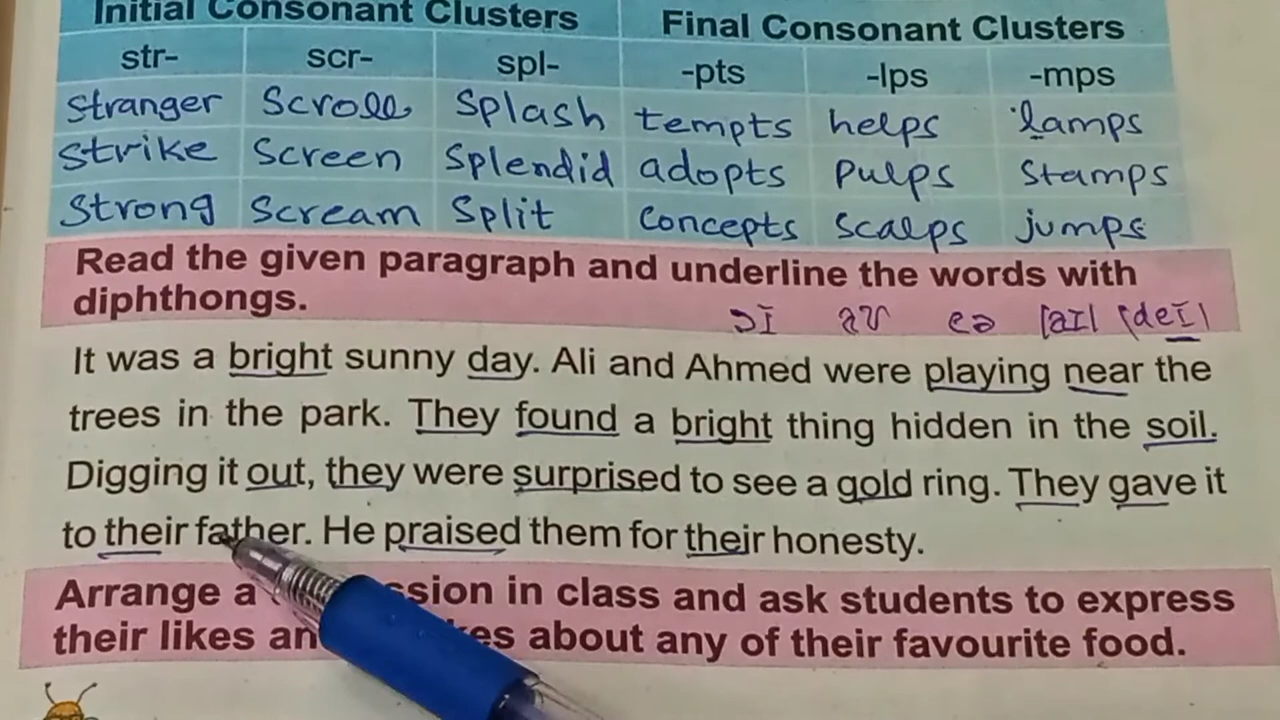 Initial Consonant Clusters Final Consonant Clusters
str- scr- spl- -pts -lps -mps
Stranger Scroll Splash tempts helps lamps
Strike Screen Splendid adopts Pulps Stamps
Strong Scream Split Concepts Scalps jumps
Read the given paragraph and underline the words with
diphthongs.
ɔɪ aʊ eə /aɪ/ /deɪ/
It was a bright sunny day. Ali and Ahmed were playing near the
trees in the park. They found a bright thing hidden in the soil.
Digging it out, they were surprised to see a gold ring. They gave it
to their father. He praised them for their honesty.
Arrange a in class and ask students to express
their likes about any of their favourite food.